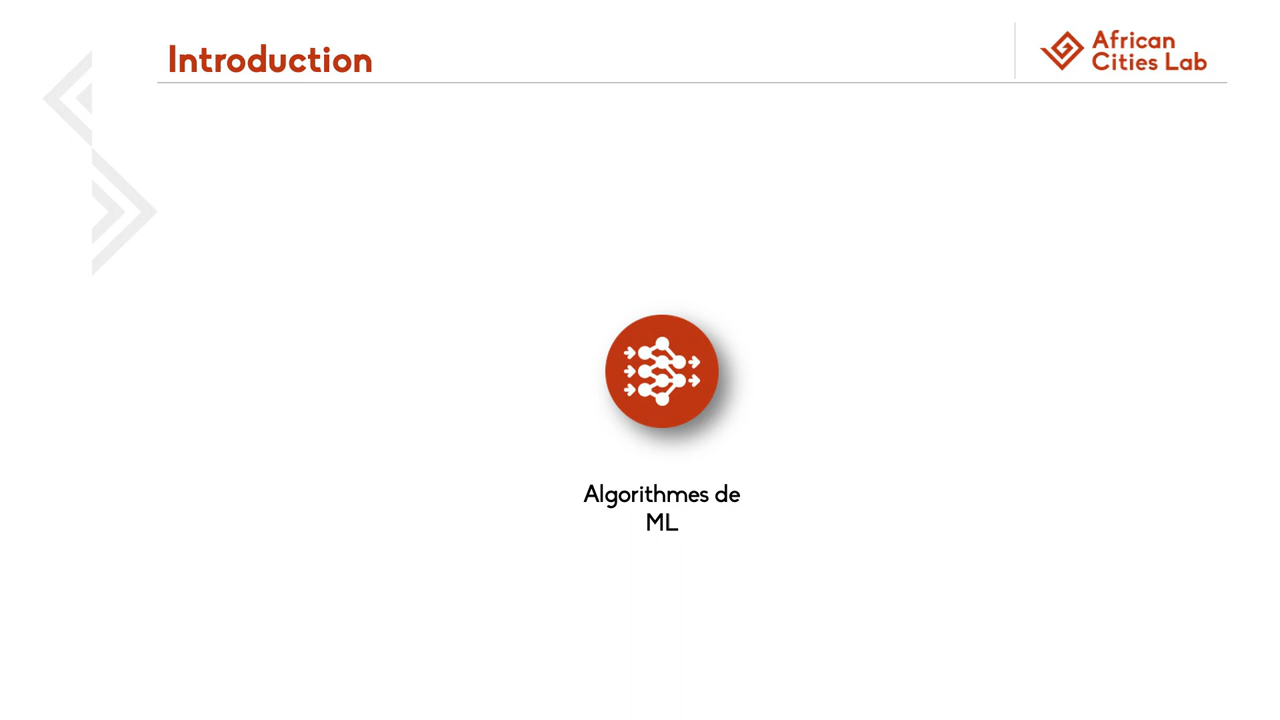 Introduction
African
Cities Lab
Algorithmes de
ML